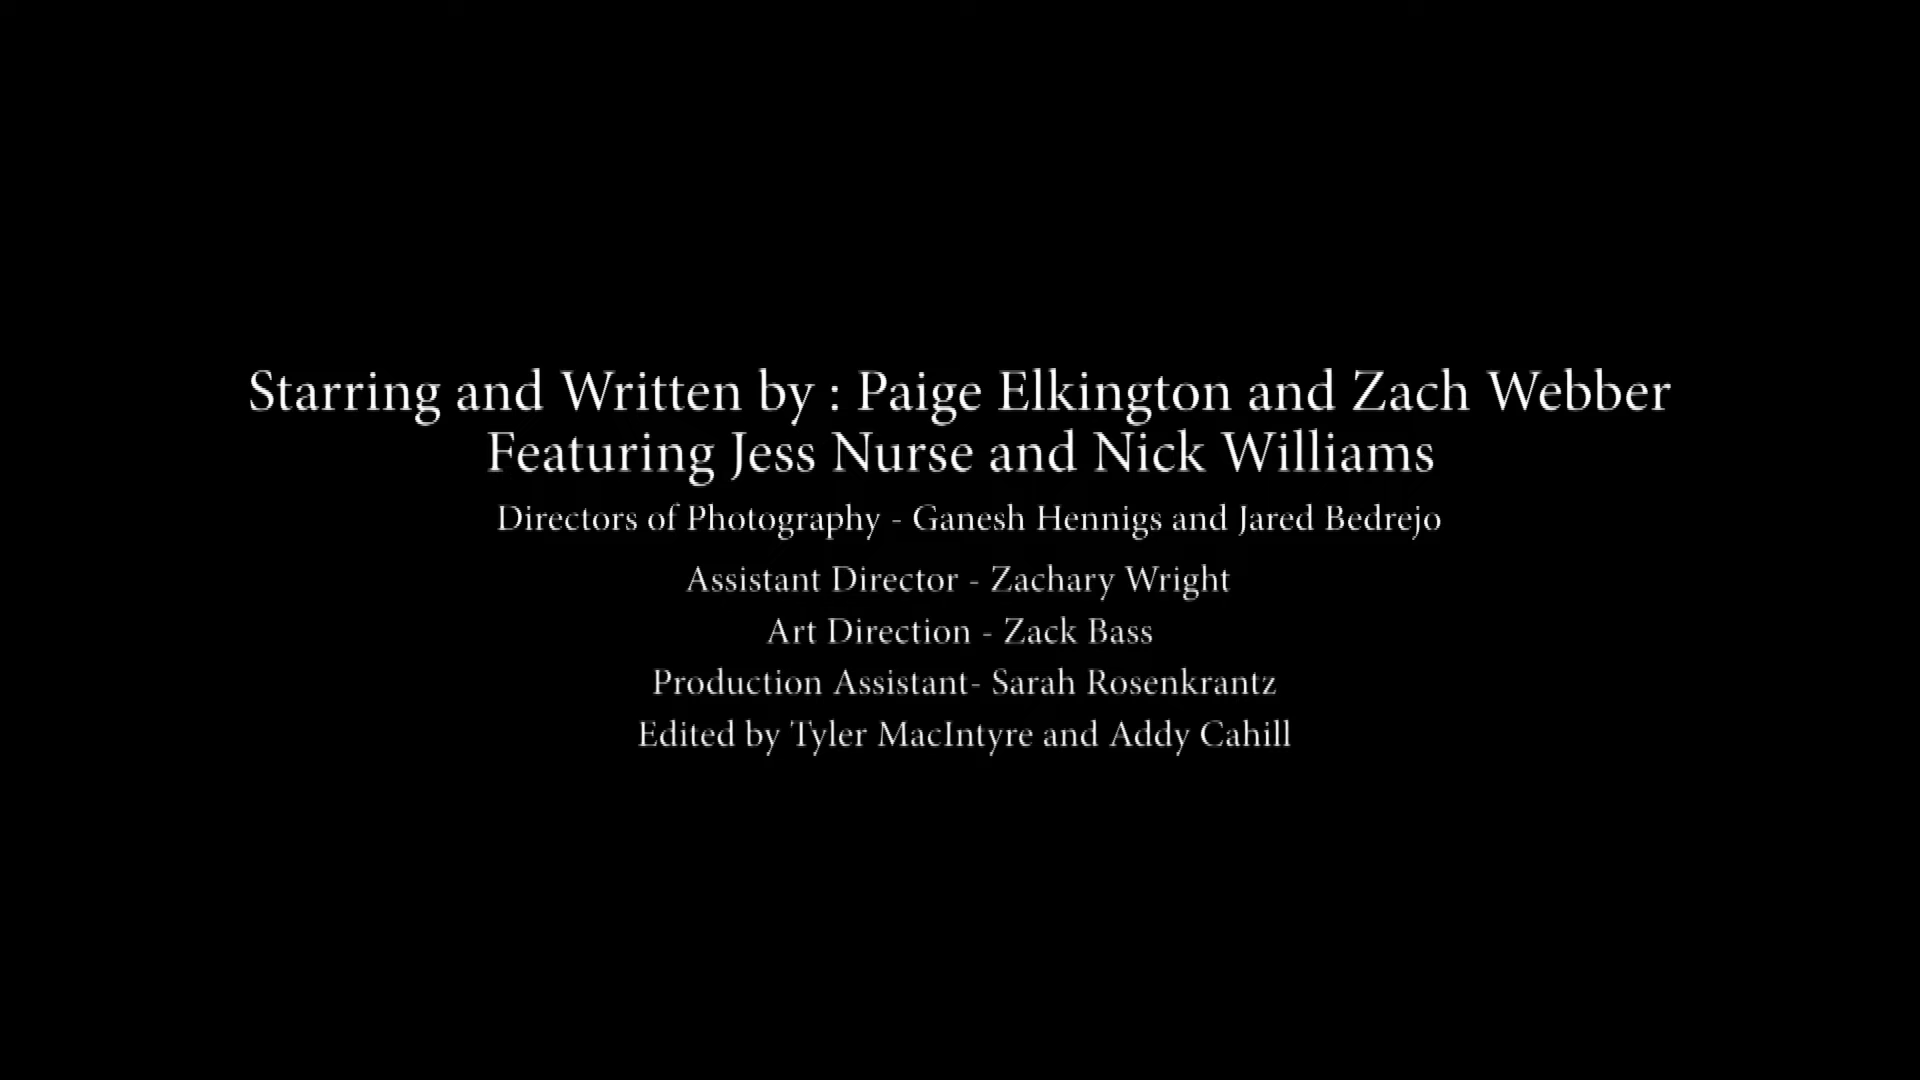 Starring and Written by : Paige Elkington and Zach Webber
Featuring Jess Nurse and Nick Williams
Directors of Photography - Ganesh Hennigs and Jared Bedrejo
Assistant Director - Zachary Wright
Art Direction - Zack Bass
Production Assistant- Sarah Rosenkrantz
Edited by Tyler MacIntyre and Addy Cahill